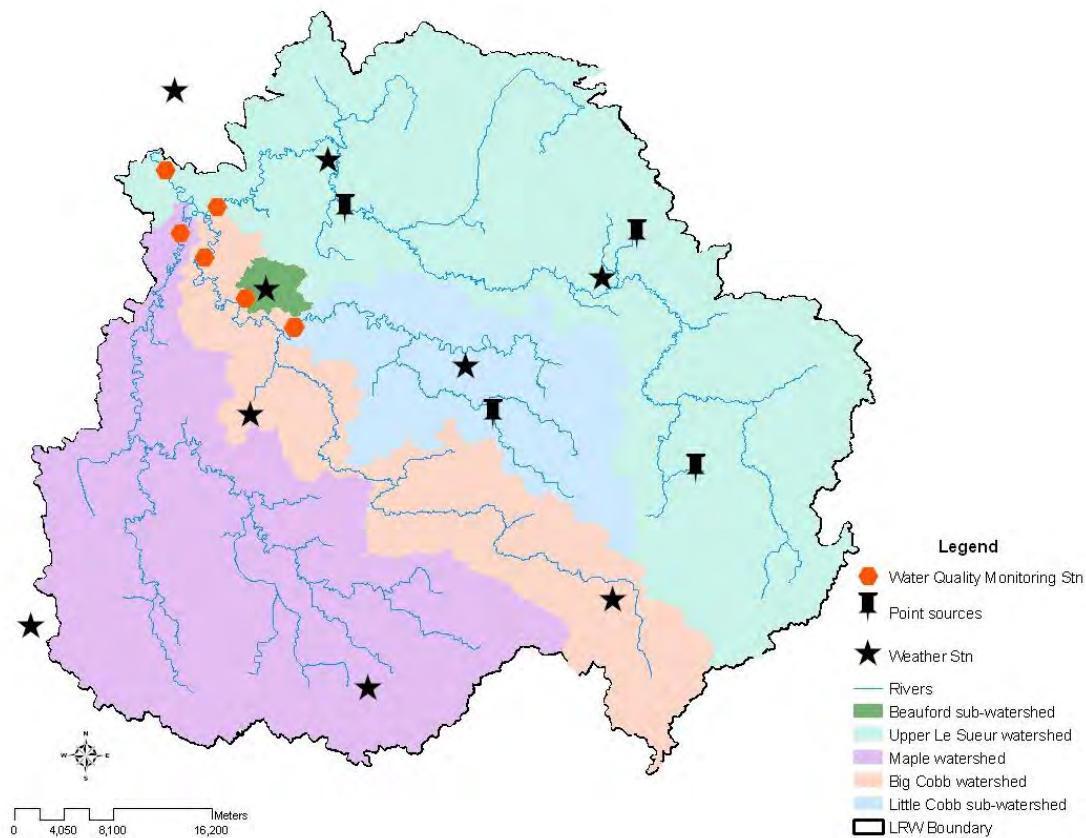 Legend
Water Quality Monitoring Stn
Point sources
Weather Stn
Rivers
Beauford sub-watershed
Upper Le Sueur watershed
Maple watershed
Big Cobb watershed
Little Cobb sub-watershed
LRW Boundary
N
W E
S
Meters
0 4,050 8,100 16,200